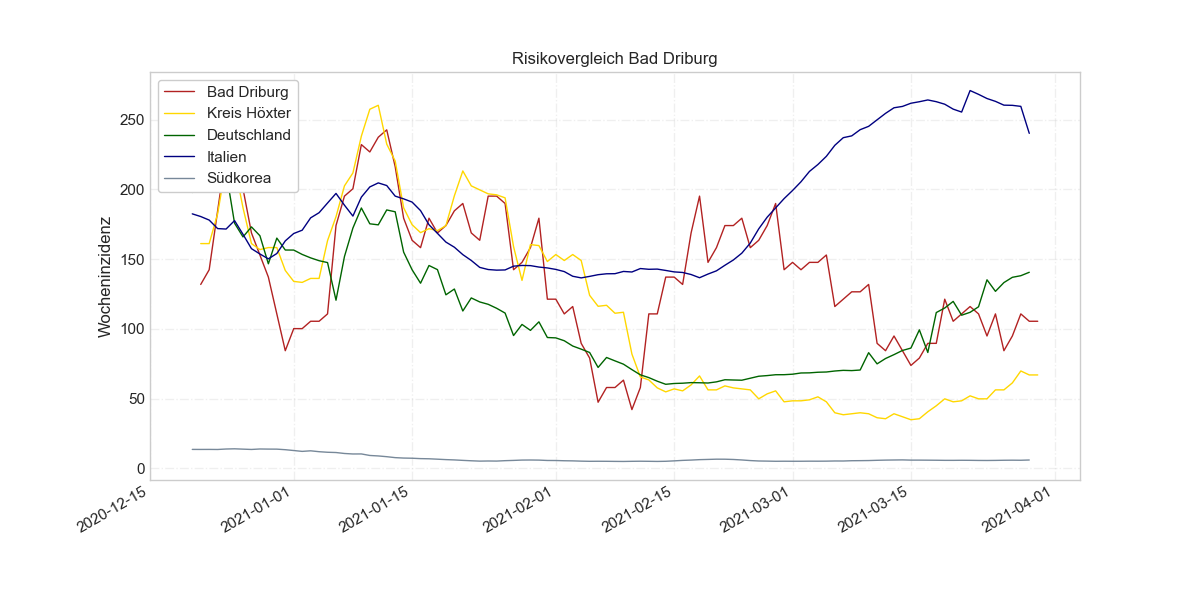 Risikovergleich Bad Driburg
Bad Driburg
Kreis Höxter
Deutschland
Italien
Südkorea
Wocheninzidenz
250
200
150
100
50
0
2020-12-15
2021-01-01
2021-01-15
2021-02-01
2021-02-15
2021-03-01
2021-03-15
2021-04-01